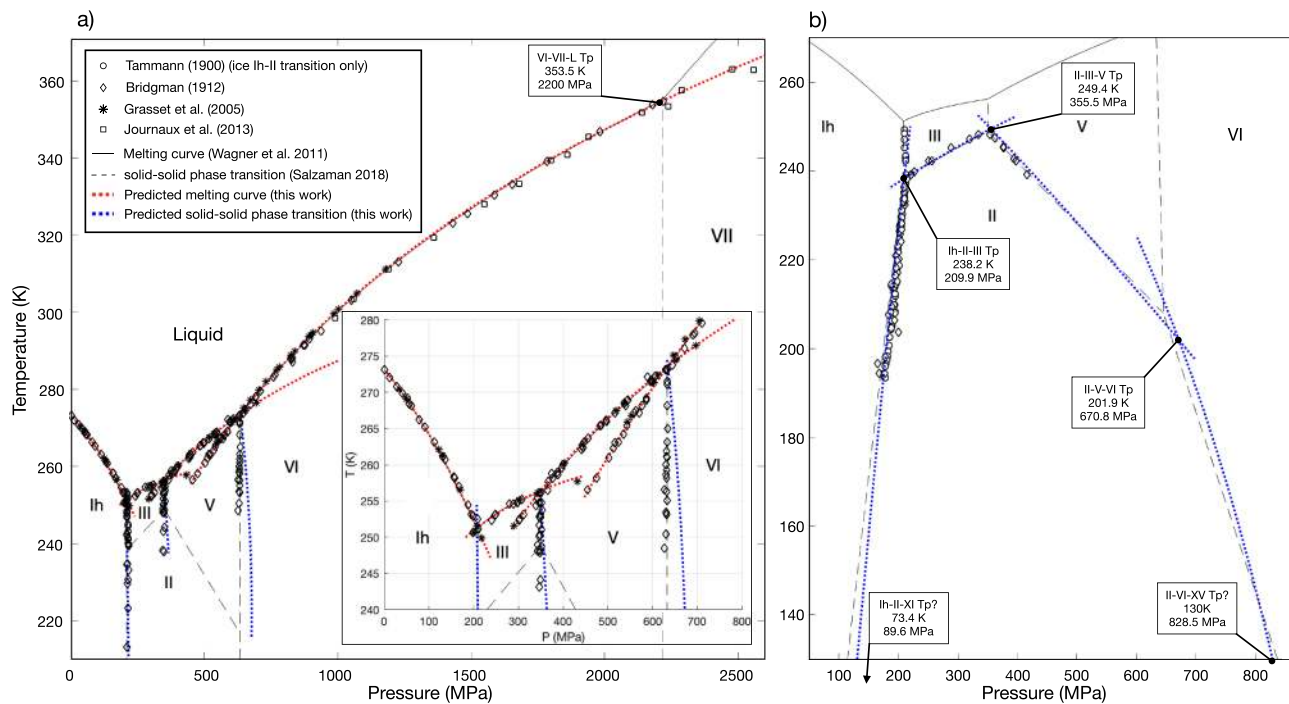 a)
b)
Tammann (1900) (ice Ih-II transition only)
Bridgman (1912)
Grasset et al. (2005)
Journaux et al. (2013)
Melting curve (Wagner et al. 2011)
solid-solid phase transition (Salzaman 2018)
Predicted melting curve (this work)
Predicted solid-solid phase transition (this work)
VI-VII-L Tp
353.5 K
2200 MPa
Liquid
VII
Ih
III
V
VI
II
Temperature (K)
360
340
320
300
280
260
240
220
0
500
1000
1500
2000
2500
Pressure (MPa)
T (K)
280
275
270
265
260
255
250
245
240
0
100
200
300
400
500
600
700
800
P (MPa)
Ih
III
V
VI
II-III-V Tp
249.4 K
355.5 MPa
Ih
III
V
VI
II
Ih-II-III Tp
238.2 K
209.9 MPa
II-V-VI Tp
201.9 K
670.8 MPa
Ih-II-XI Tp?
73.4 K
89.6 MPa
II-VI-XV Tp?
130K
828.5 MPa
260
240
220
200
180
160
140
100
200
300
400
500
600
700
800
Pressure (MPa)